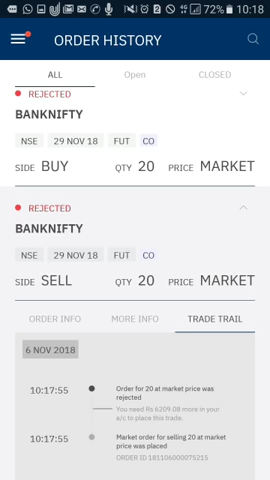 72% 10:18
ORDER HISTORY
ALL Open CLOSED
REJECTED
BANKNIFTY
NSE 29 NOV 18 FUT CO
SIDE BUY QTY 20 PRICE MARKET
REJECTED
BANKNIFTY
NSE 29 NOV 18 FUT CO
SIDE SELL QTY 20 PRICE MARKET
ORDER INFO MORE INFO TRADE TRAIL
6 NOV 2018
10:17:55 Order for 20 at market price was
rejected
You need Rs 6209.08 more in your
a/c to place this trade.
10:17:55 Market order for selling 20 at market
price was placed
ORDER ID 181106000075215